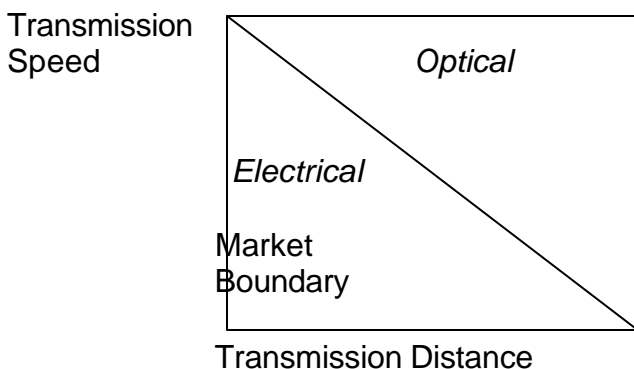 Transmission
Speed
Optical
Electrical
Market
Boundary
Transmission Distance